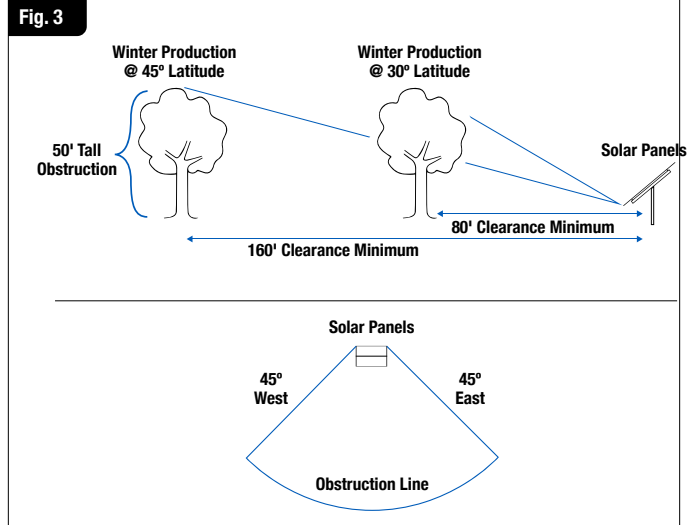 Fig. 3
Winter Production
@ 45º Latitude
Winter Production
@ 30º Latitude
50' Tall
Obstruction
Solar Panels
80' Clearance Minimum
160' Clearance Minimum
Solar Panels
45º
West
45º
East
Obstruction Line